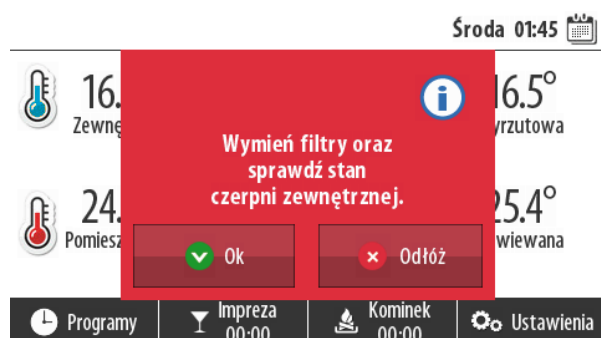 Środa 01:45
16.
Zewnę
16.5°
yrzutowa
Wymień filtry oraz
sprawdź stan
czerpni zewnętrznej.
24.
Pomiesz
25.4°
wiewana
Ok
Odłóż
Programy
Impreza
00:00
Kominek
00:00
Ustawienia